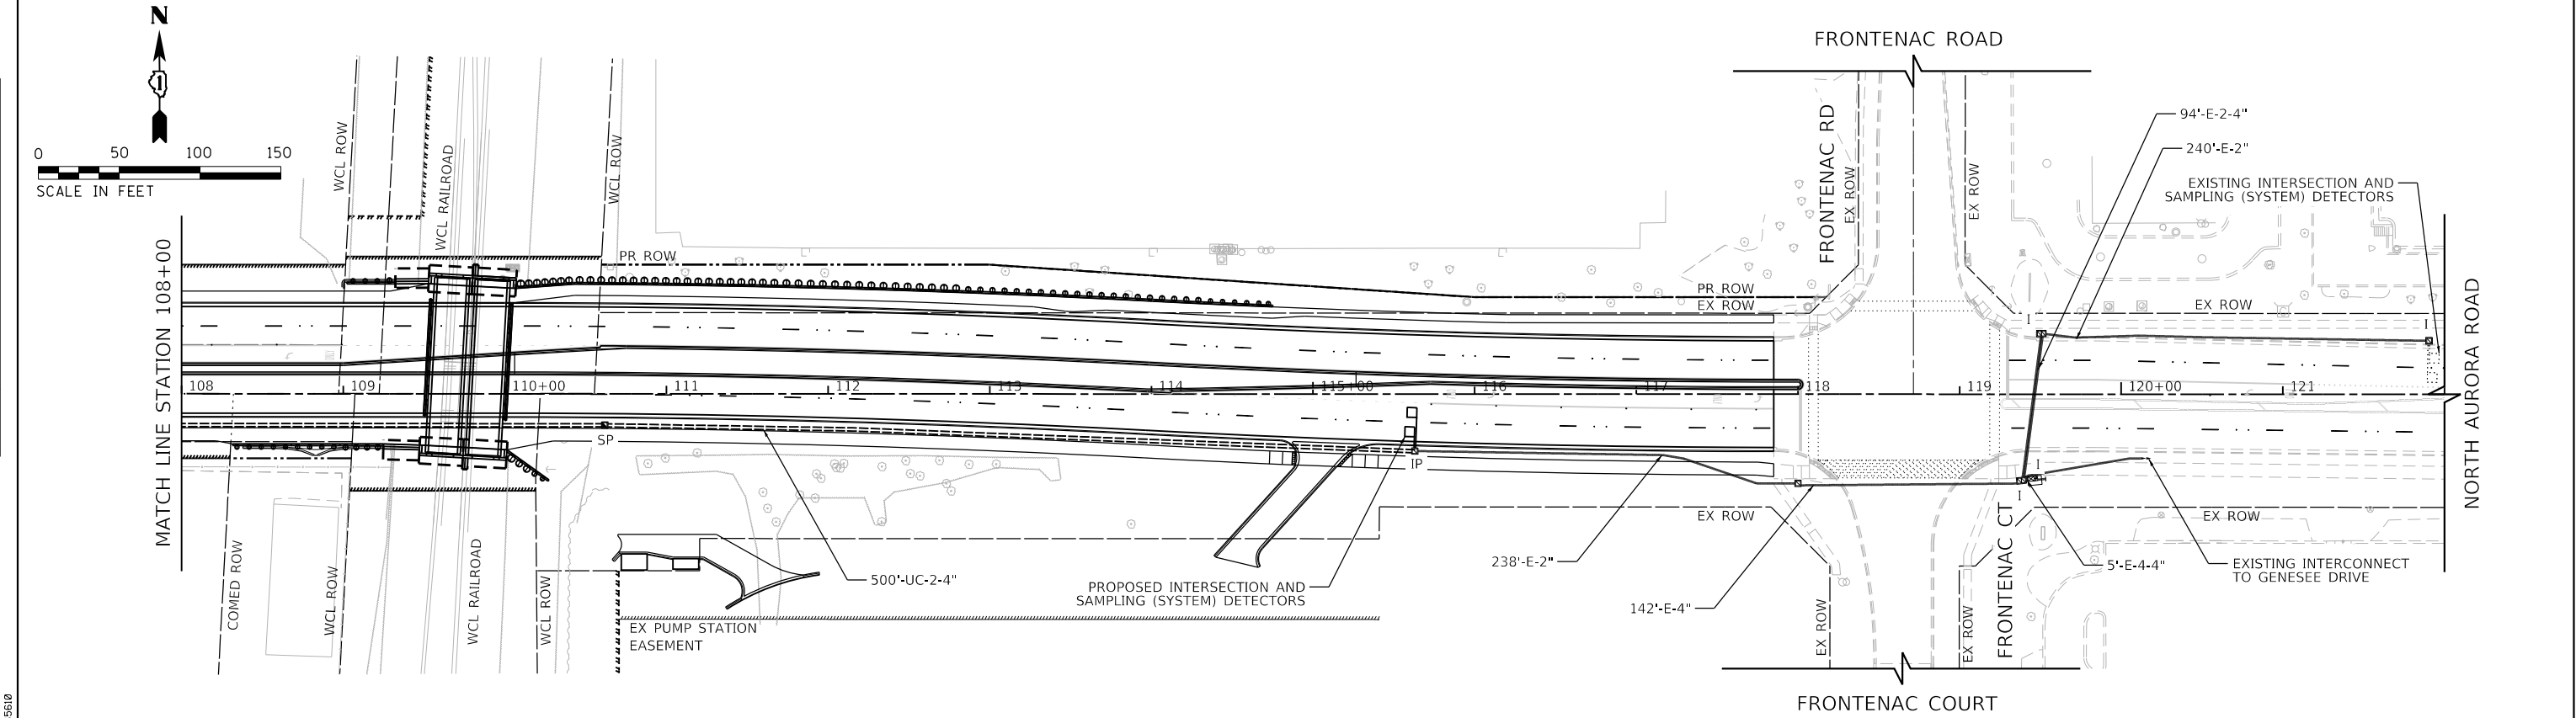 N
1
0 50 100 150
SCALE IN FEET
FRONTENAC ROAD
94'-E-2-4"
240'-E-2"
EXISTING INTERSECTION AND
SAMPLING (SYSTEM) DETECTORS
WCL ROW
WCL RAILROAD
WCL ROW
FRONTENAC RD
EX ROW
EX ROW
PR ROW
PR ROW
EX ROW
EX ROW
I
I
MATCH LINE STATION 108+00
NORTH AURORA ROAD
108 109 110+00 111 112 113 114 115+00 116 117 118 119 120+00 121
SP
IP
I
I
EX ROW
EX ROW
COMED ROW
WCL ROW
WCL RAILROAD
WCL ROW
500'-UC-2-4"
PROPOSED INTERSECTION AND
SAMPLING (SYSTEM) DETECTORS
238'-E-2"
142'-E-4"
5'-E-4-4"
EXISTING INTERCONNECT
TO GENESEE DRIVE
EX PUMP STATION
EASEMENT
EX ROW
EX ROW
FRONTENAC CT
FRONTENAC COURT